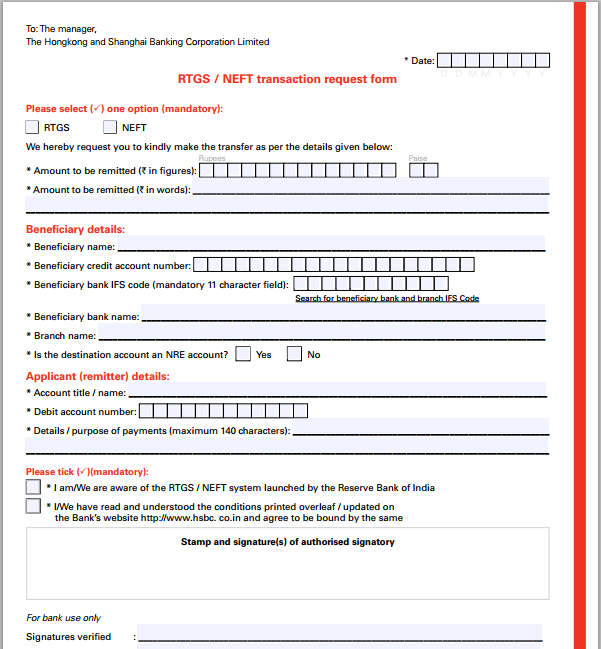 To: The manager,
The Hongkong and Shanghai Banking Corporation Limited
* Date:
D D M M Y Y Y Y
RTGS / NEFT transaction request form
Please select (✓) one option (mandatory):
RTGS NEFT
We hereby request you to kindly make the transfer as per the details given below:
Rupees Paise
* Amount to be remitted (₹ in figures):
* Amount to be remitted (₹ in words):
Beneficiary details:
* Beneficiary name:
* Beneficiary credit account number:
* Beneficiary bank IFS code (mandatory 11 character field):
Search for beneficiary bank and branch IFS Code
* Beneficiary bank name:
* Branch name:
* Is the destination account an NRE account? Yes No
Applicant (remitter) details:
* Account title / name:
* Debit account number:
* Details / purpose of payments (maximum 140 characters):
Please tick (✓)(mandatory):
* I am/We are aware of the RTGS / NEFT system launched by the Reserve Bank of India
* I/We have read and understood the conditions printed overleaf / updated on
the Bank's website http://www.hsbc. co.in and agree to be bound by the same
Stamp and signature(s) of authorised signatory
For bank use only
Signatures verified :